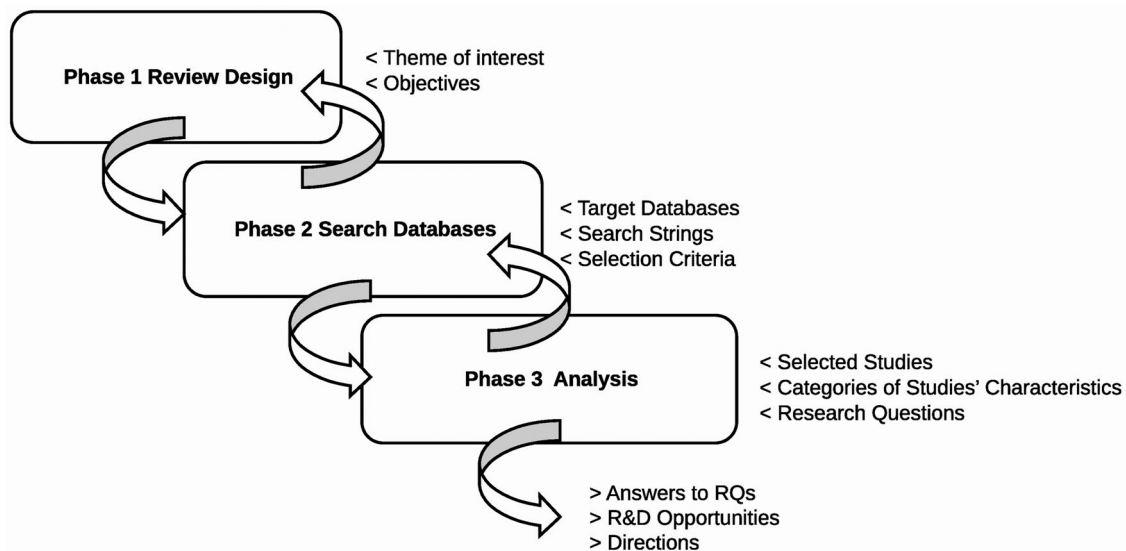 Phase 1 Review Design
< Theme of interest
< Objectives
Phase 2 Search Databases
< Target Databases
< Search Strings
< Selection Criteria
Phase 3  Analysis
< Selected Studies
< Categories of Studies’ Characteristics
< Research Questions
> Answers to RQs
> R&D Opportunities
> Directions